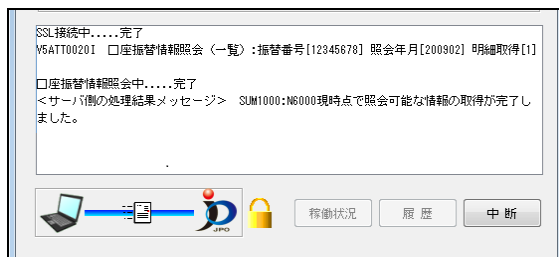 SSL接続中.....完了
Y5ATT0020I　口座振替情報照会（一覧）:振替番号[12345678] 照会年月[200902] 明細取得[1]
口座振替情報照会中.....完了
＜サーバ側の処理結果メッセージ＞　SUM1000:N6000現時点で照会可能な情報の取得が完了し
ました。
JPO
稼働状況　履 歴　中 断